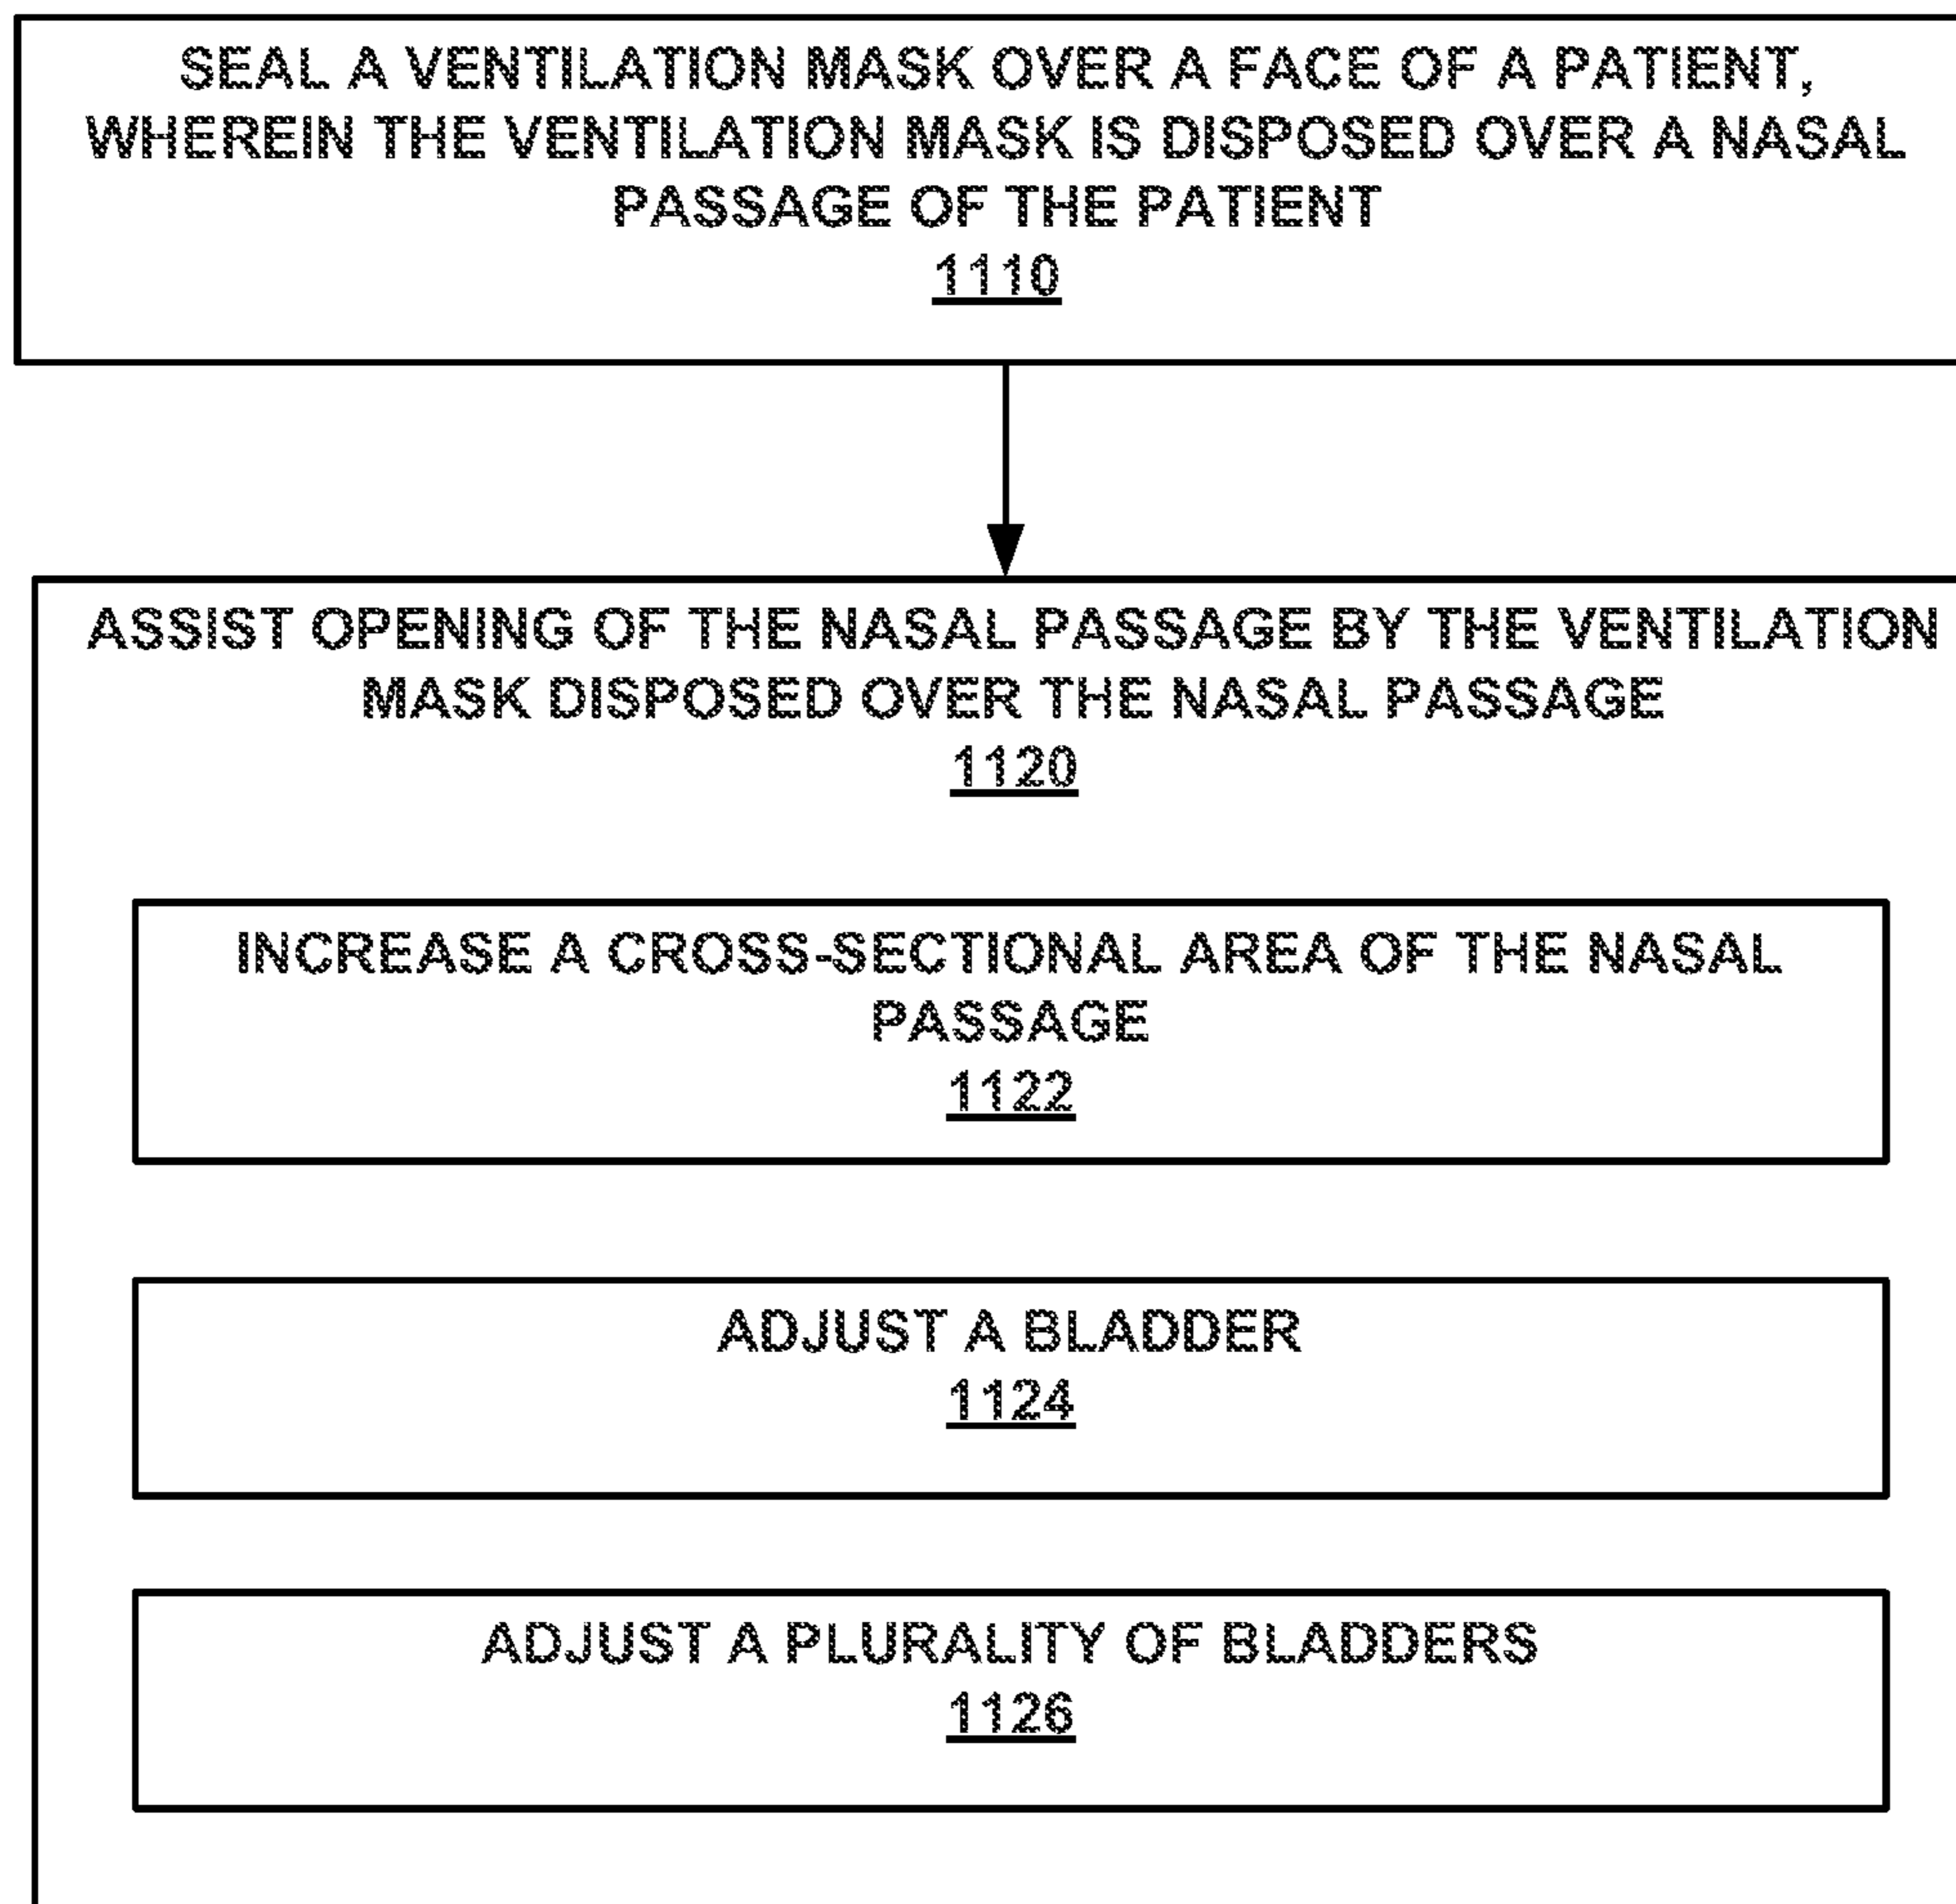 SEAL A VENTILATION MASK OVER A FACE OF A PATIENT,
WHEREIN THE VENTILATION MASK IS DISPOSED OVER A NASAL
PASSAGE OF THE PATIENT
1110
ASSIST OPENING OF THE NASAL PASSAGE BY THE VENTILATION
MASK DISPOSED OVER THE NASAL PASSAGE
1120
INCREASE A CROSS-SECTIONAL AREA OF THE NASAL
PASSAGE
1122
ADJUST A BLADDER
1124
ADJUST A PLURALITY OF BLADDERS
1126